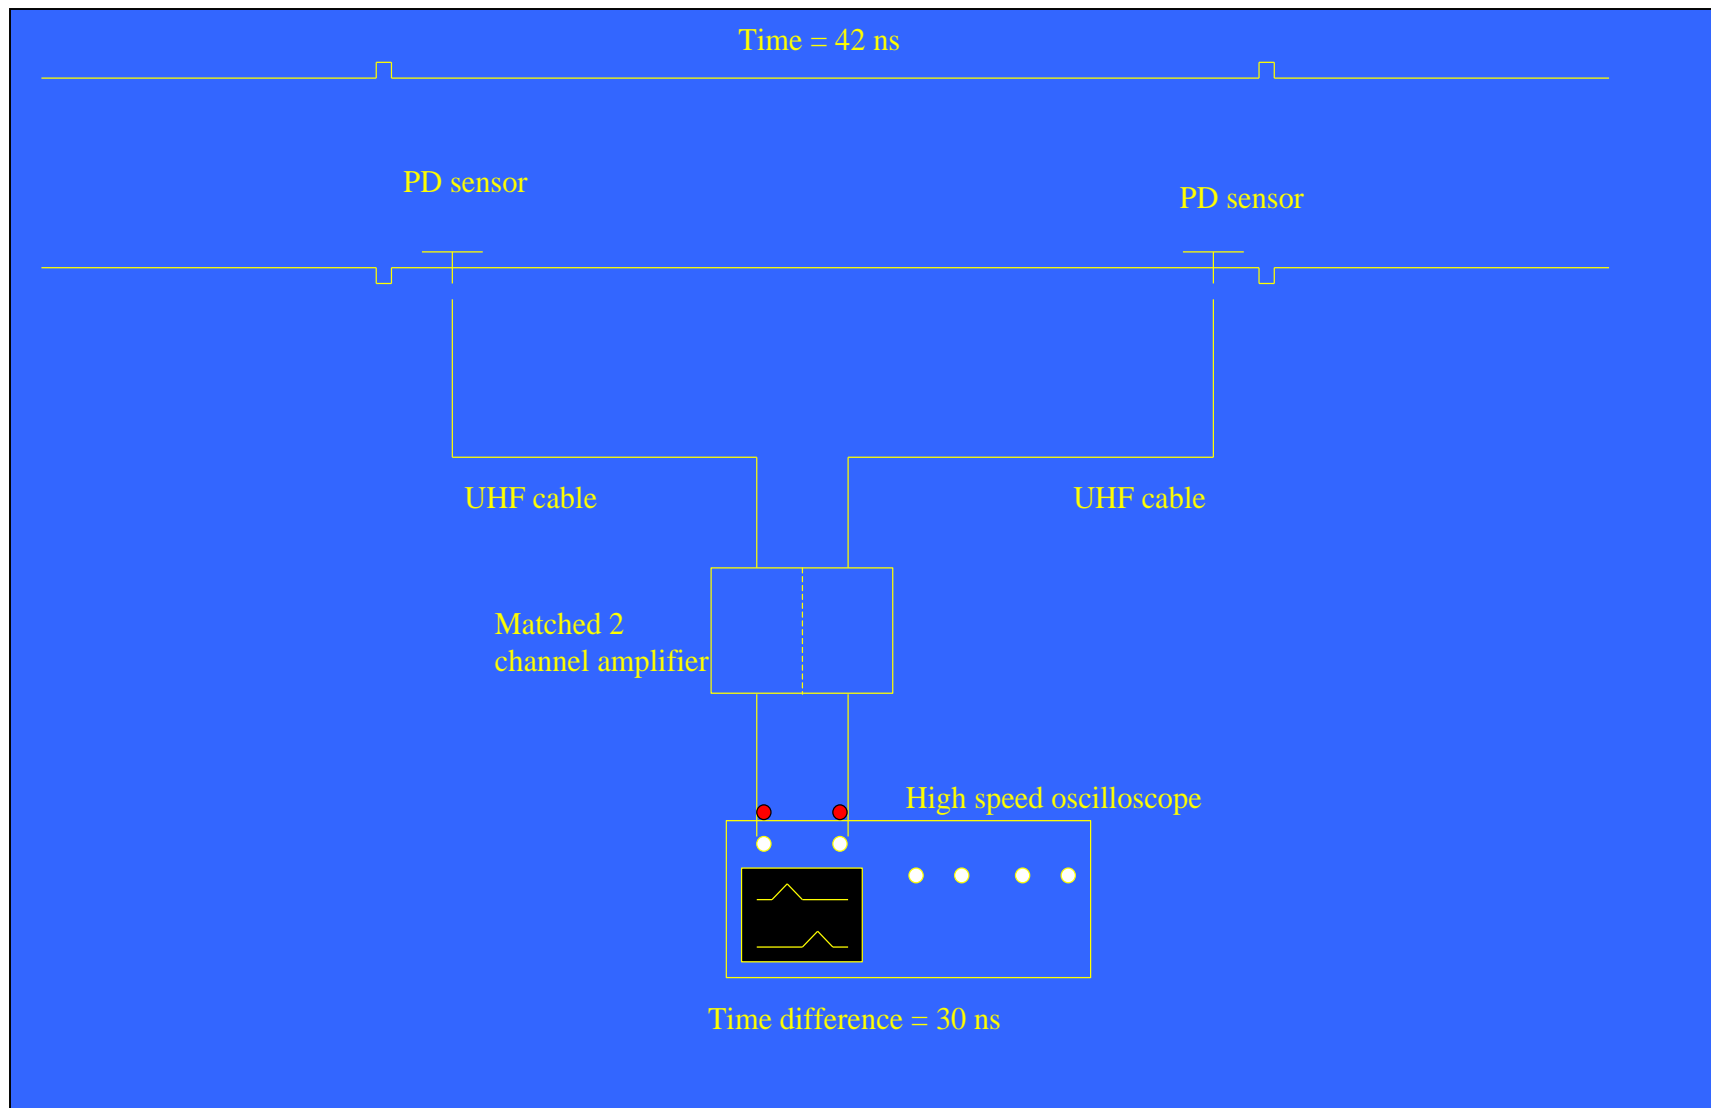 Time = 42 ns
PD sensor
PD sensor
UHF cable
UHF cable
Matched 2
channel amplifier
High speed oscilloscope
Time difference = 30 ns